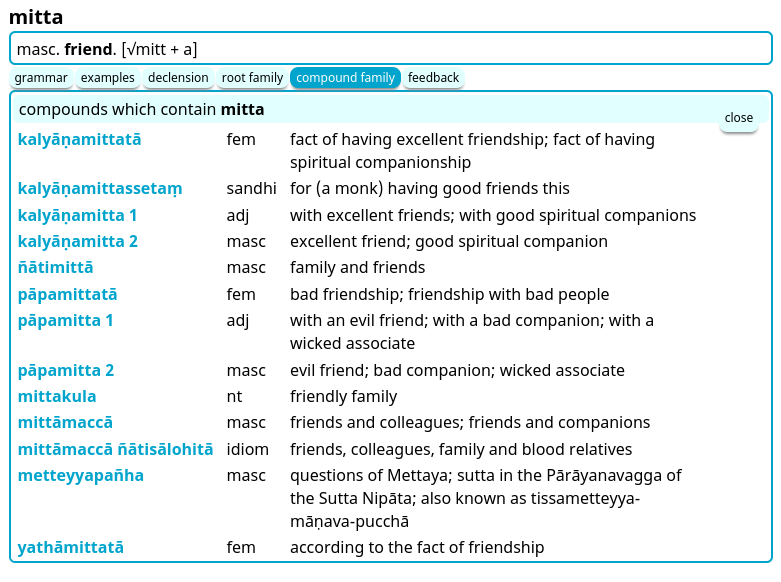 mitta
masc. friend. [√mitt + a]
grammar examples declension root family compound family feedback
compounds which contain mitta
close
kalyāṇamittatā fem fact of having excellent friendship; fact of having
spiritual companionship
kalyāṇamittassetaṃ sandhi for (a monk) having good friends this
kalyāṇamitta 1 adj with excellent friends; with good spiritual companions
kalyāṇamitta 2 masc excellent friend; good spiritual companion
ñātimittā masc family and friends
pāpamittatā fem bad friendship; friendship with bad people
pāpamitta 1 adj with an evil friend; with a bad companion; with a
wicked associate
pāpamitta 2 masc evil friend; bad companion; wicked associate
mittakula nt friendly family
mittāmaccā masc friends and colleagues; friends and companions
mittāmaccā ñātisālohitā idiom friends, colleagues, family and blood relatives
metteyyapañha masc questions of Mettaya; sutta in the Pārāyanavagga of
the Sutta Nipāta; also known as tissametteyya-
māṇava-pucchā
yathāmittatā fem according to the fact of friendship